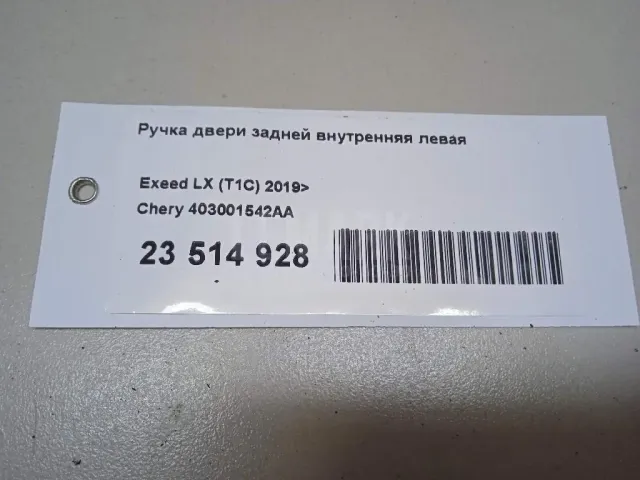 Ручка двери задней внутренняя левая
Exeed LX (T1C) 2019>
Chery 403001542AA
23 514 928